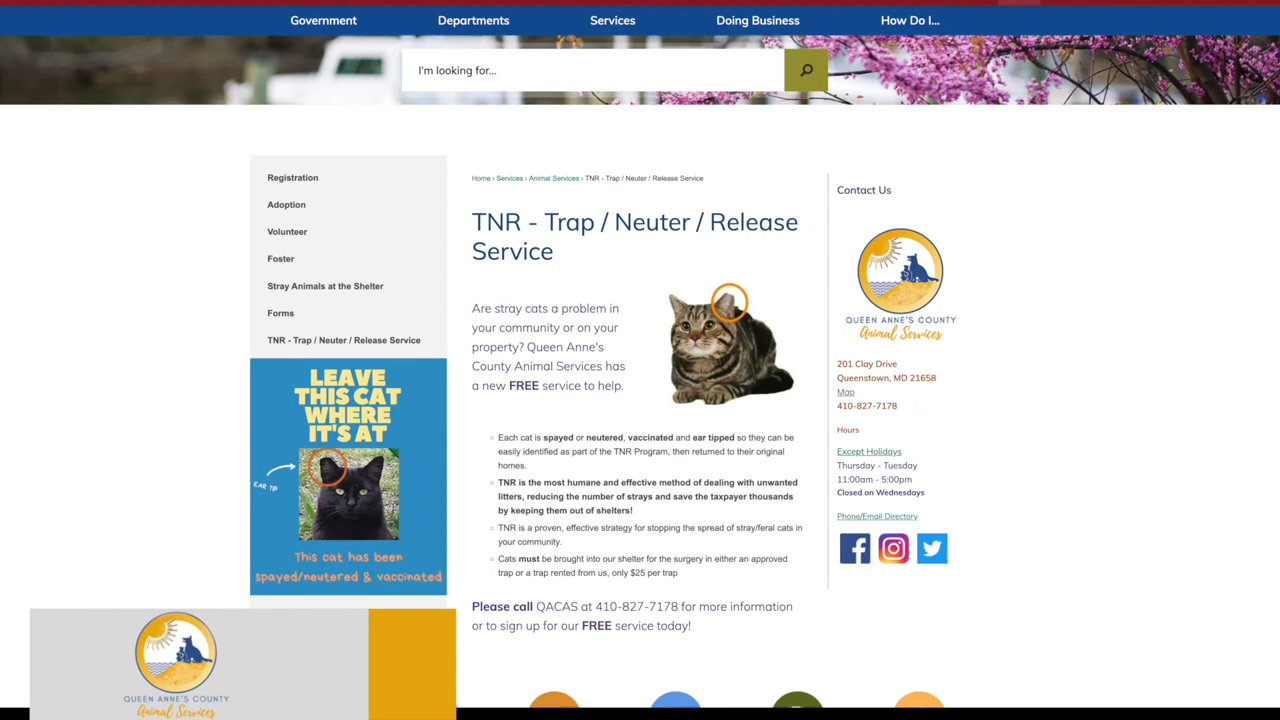 Government
Departments
Services
Doing Business
How Do I...
I'm looking for...
Registration
Adoption
Volunteer
Foster
Stray Animals at the Shelter
Forms
TNR - Trap / Neuter / Release Service
LEAVE
THIS CAT
WHERE
IT'S AT
EAR TIP
This cat has been
spayed/neutered & vaccinated
Home › Services › Animal Services › TNR - Trap / Neuter / Release Service
TNR - Trap / Neuter / Release
Service
Are stray cats a problem in
your community or on your
property? Queen Anne's
County Animal Services has
a new FREE service to help.
Each cat is spayed or neutered, vaccinated and ear tipped so they can be
easily identified as part of the TNR Program, then returned to their original
homes.
TNR is the most humane and effective method of dealing with unwanted
litters, reducing the number of strays and save the taxpayer thousands
by keeping them out of shelters!
TNR is a proven, effective strategy for stopping the spread of stray/feral cats in
your community.
Cats must be brought into our shelter for the surgery in either an approved
trap or a trap rented from us, only $25 per trap
Please call QACAS at 410-827-7178 for more information
or to sign up for our FREE service today!
Contact Us
QUEEN ANNE'S COUNTY
Animal Services
201 Clay Drive
Queenstown, MD 21658
Map
410-827-7178
Hours
Except Holidays
Thursday - Tuesday
11:00am - 5:00pm
Closed on Wednesdays
Phone/Email Directory
QUEEN ANNE'S COUNTY
Animal Services